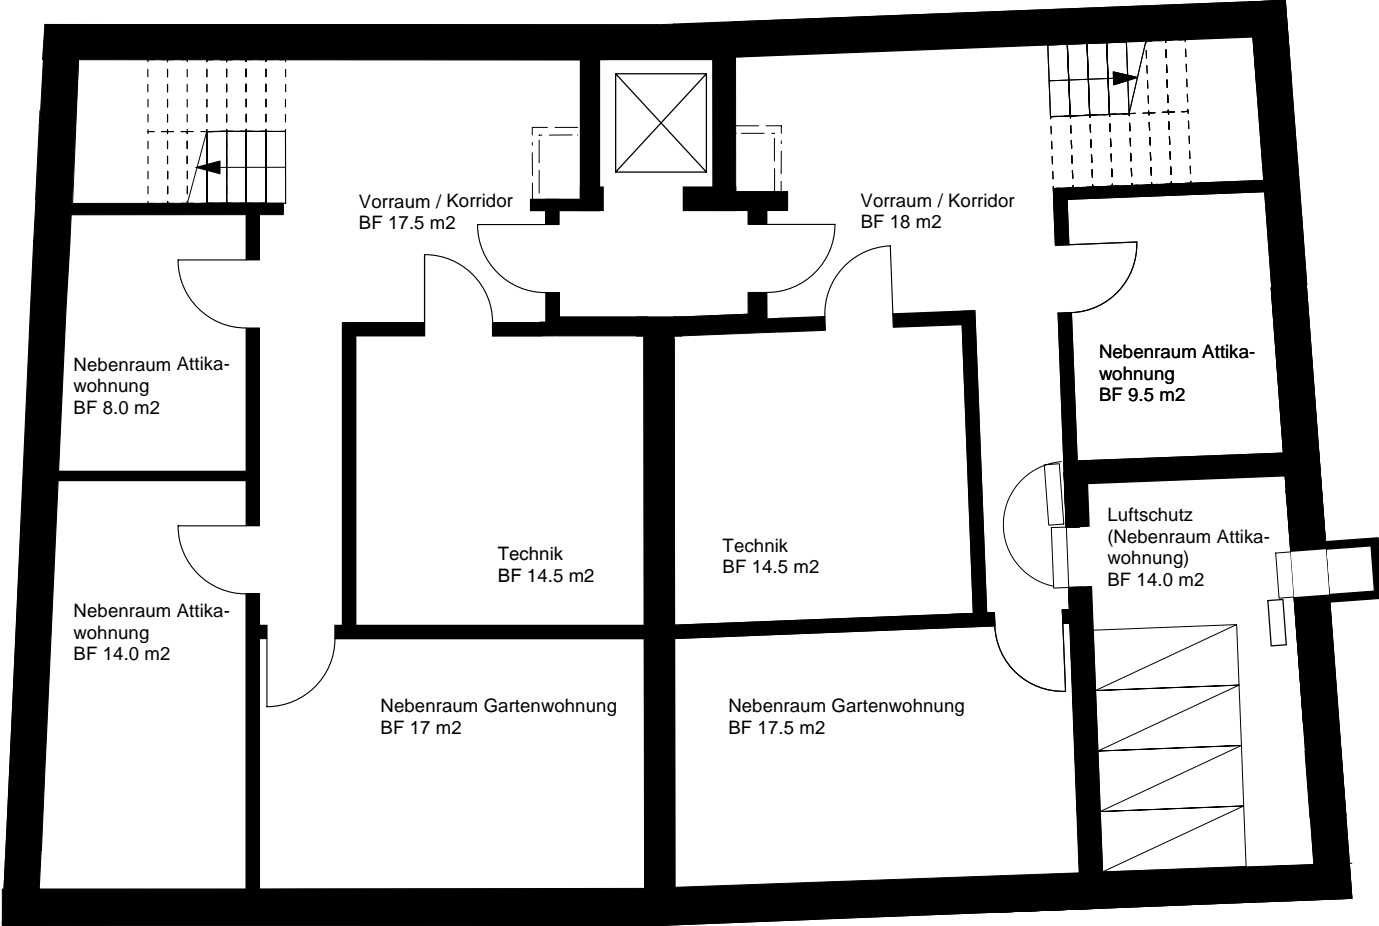 Vorraum / Korridor
BF 17.5 m2
Vorraum / Korridor
BF 18 m2
Nebenraum Attika-
wohnung
BF 8.0 m2
Nebenraum Attika-
wohnung
BF 9.5 m2
Technik
BF 14.5 m2
Technik
BF 14.5 m2
Luftschutz
(Nebenraum Attika-
wohnung)
BF 14.0 m2
Nebenraum Attika-
wohnung
BF 14.0 m2
Nebenraum Gartenwohnung
BF 17 m2
Nebenraum Gartenwohnung
BF 17.5 m2